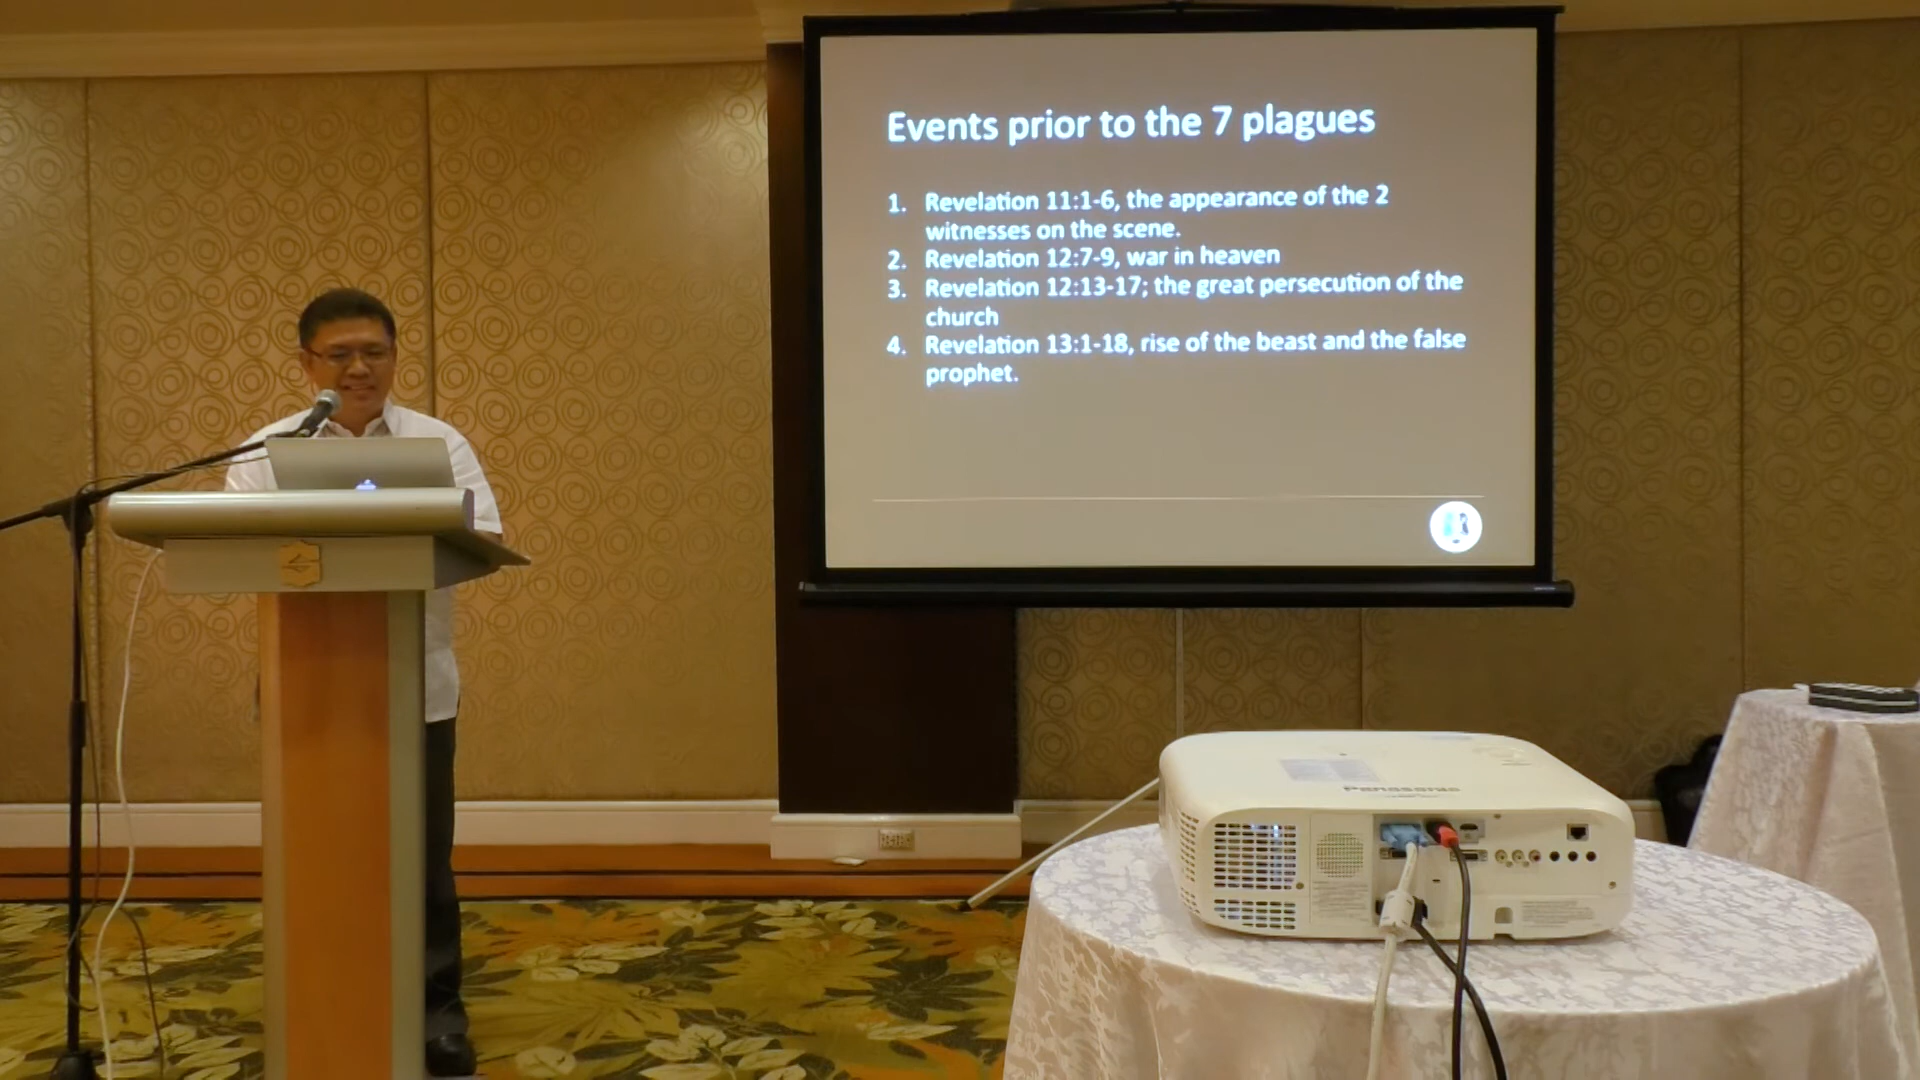 Events prior to the 7 plagues
1. Revelation 11:1-6, the appearance of the 2
witnesses on the scene.
2. Revelation 12:7-9, war in heaven
3. Revelation 12:13-17; the great persecution of the
church
4. Revelation 13:1-18, rise of the beast and the false
prophet.
Panasonic